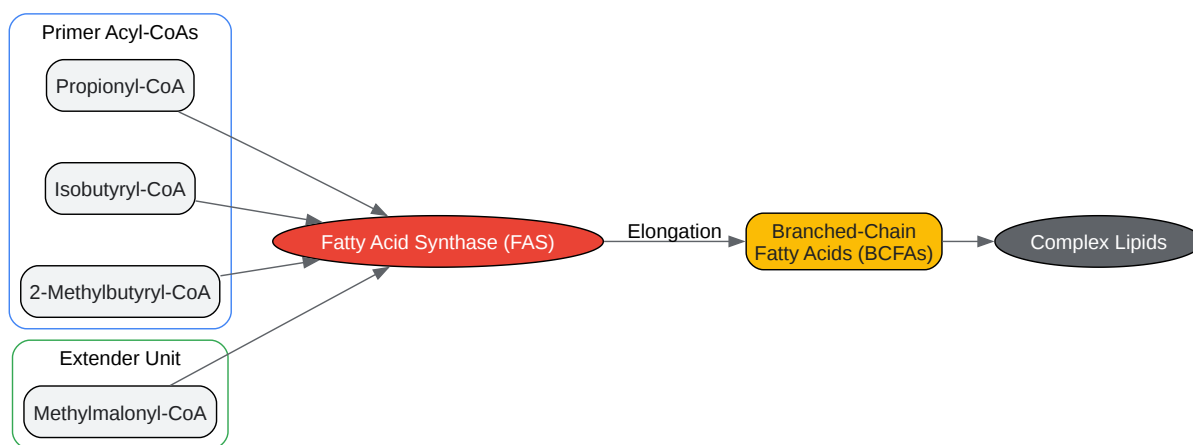 Primer Acyl-CoAs
Propionyl-CoA
Isobutyryl-CoA
2-Methylbutyryl-CoA
Extender Unit
Methylmalonyl-CoA
Fatty Acid Synthase (FAS)
Elongation
Branched-Chain
Fatty Acids (BCFAs)
Complex Lipids